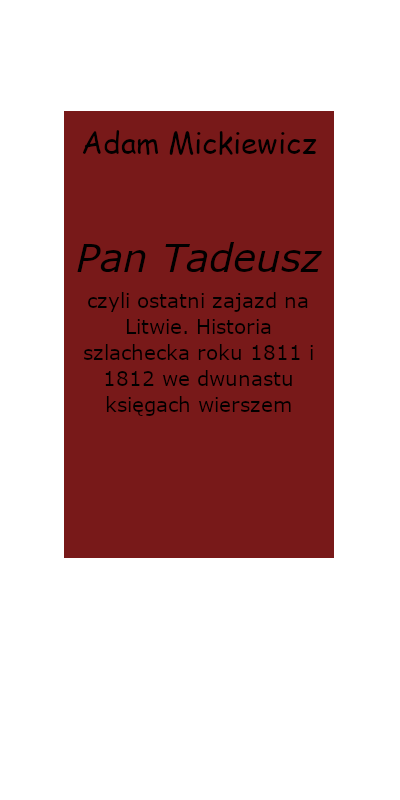 Adam Mickiewicz
Pan Tadeusz
czyli ostatni zajazd na
Litwie. Historia
szlachecka roku 1811 i
1812 we dwunastu
księgach wierszem